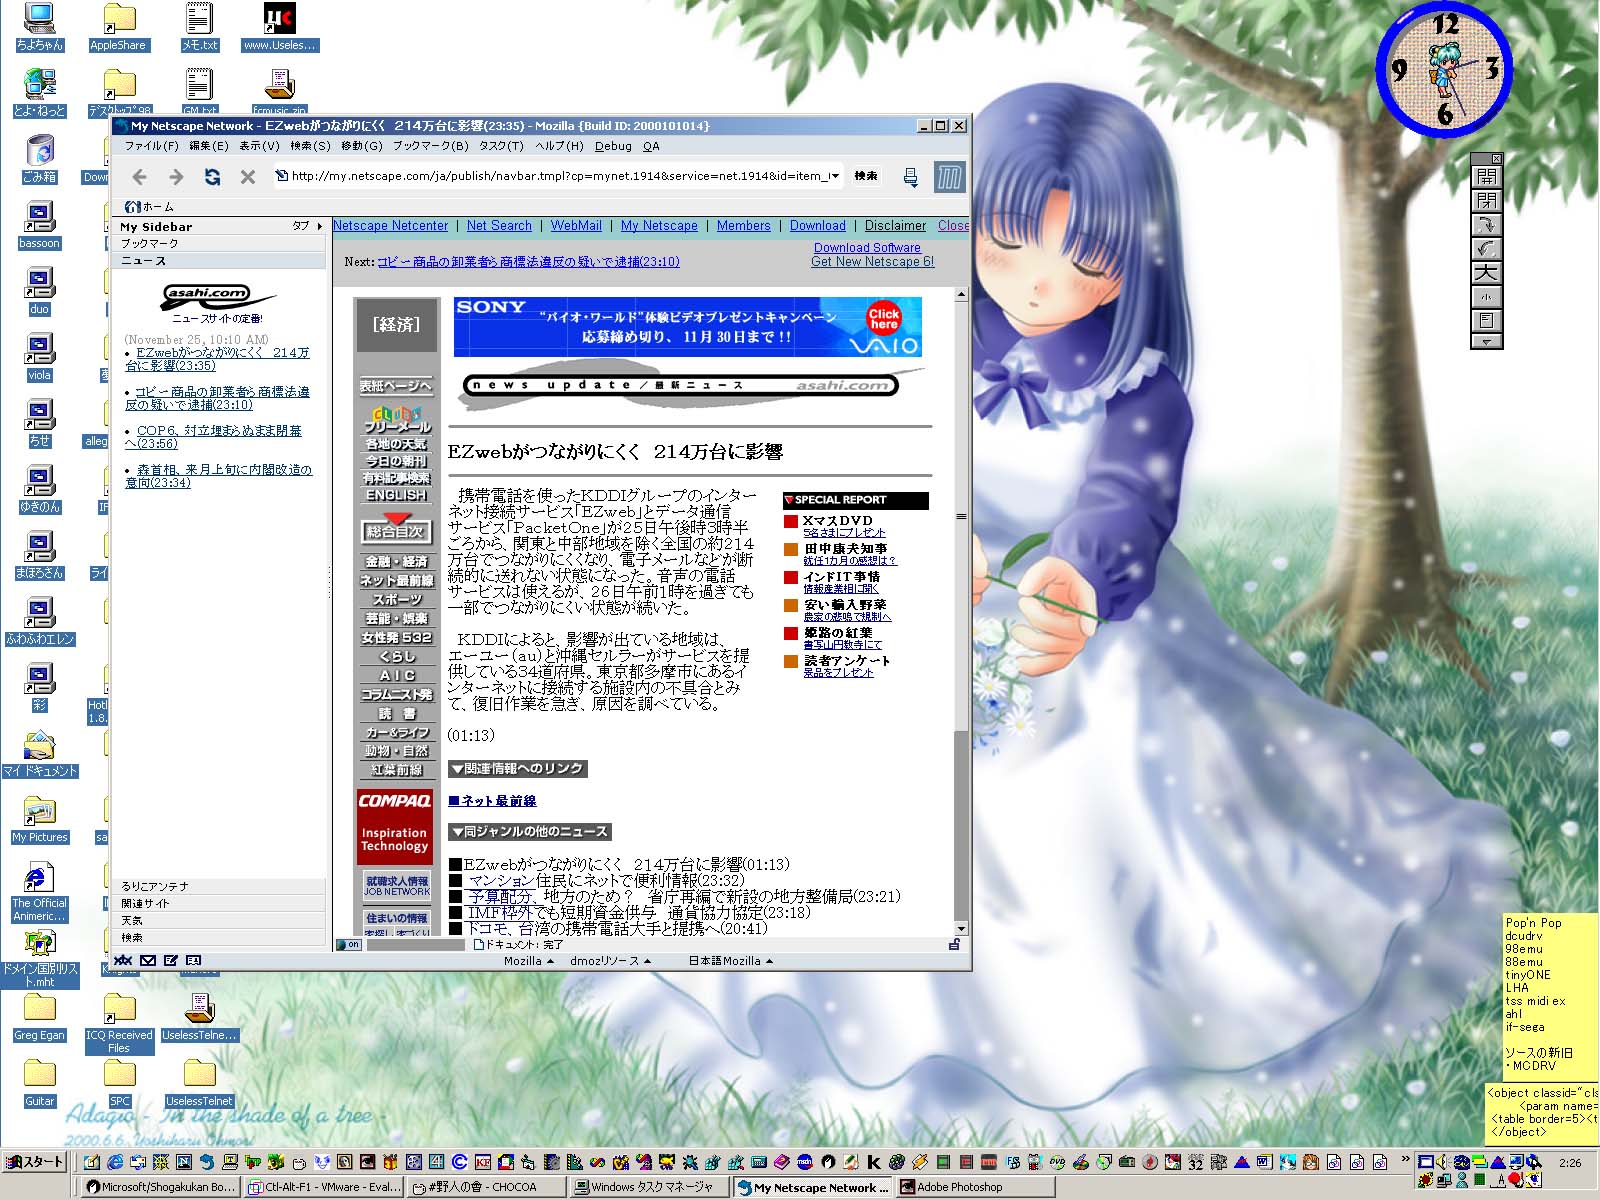 ちよちゃん
AppleShare
メモ.txt
www.Useles...
とよ・ねっと
デスクトップ98
GM.txt
fcmusic.zip
ごみ箱
Down
bassoon
duo
viola
ちせ
alleg
ゆきのん
まほろさん
ふわふわエレン
彩
Hotl
1.8.
マイ ドキュメント
My Pictures
The Official
Animeric...
ドメイン国別リス
ト.mht
Greg Egan
ICQ Received
Files
UselessTelne...
Guitar
SPC
UselessTelnet
My Netscape Network - EZwebがつながりにくく 214万台に影響(23:35) - Mozilla {Build ID: 2000101014}
ファイル(F) 編集(E) 表示(V) 検索(S) 移動(G) ブックマーク(B) タスク(T) ヘルプ(H) Debug QA
http://my.netscape.com/ja/publish/navbar.tmpl?cp=mynet.1914&service=net.1914&id=item_
検索
ホーム
My Sidebar
タブ
ブックマーク
ニュース
asahi.com
ニュースサイトの定番!
(November 25, 10:10 AM)
• EZwebがつながりにくく 214万
台に影響(23:35)
• コピー商品の卸業者ら商標法違
反の疑いで逮捕(23:10)
• COP6、対立埋まらぬまま閉幕
へ(23:56)
• 森首相、来月上旬に内閣改造の
意向(23:34)
るりこアンテナ
関連サイト
天気
検索
Netscape Netcenter | Net Search | WebMail | My Netscape | Members | Download | Disclaimer Close
Download Software
Next: コピー商品の卸業者ら商標法違反の疑いで逮捕(23:10)
Get New Netscape 6!
[経済]
SONY
“バイオ・ワールド”体験ビデオプレゼントキャンペーン
応募締め切り、11月30日まで!!
Click
here
VAIO
表紙ページへ
news update／最新ニュース
asahi.com
CLUBS
フリーメール
各地の天気
今日の朝刊
有料記事検索
ENGLISH
総合目次
金融・経済
ネット最前線
スポーツ
芸能・娯楽
女性発 532
くらし
AIC
コラムニスト発
読 書
カー&ライフ
動物・自然
紅葉前線
COMPAQ
Inspiration
Technology
就職求人情報
JOB NETWORK
住まいの情報
EZwebがつながりにくく 214万台に影響
携帯電話を使ったKDDIグループのインター
ネット接続サービス「EZweb」とデータ通信
サービス「PacketOne」が25日午後3時半
ごろから、関東と中部地域を除く全国の約214
万台でつながりにくくなり、電子メールなどが断
続的に送れない状態になった。音声の電話
サービスは使えるが、26日午前1時を過ぎても
一部でつながりにくい状態が続いた。
KDDIによると、影響が出ている地域は、
エーユー（au）と沖縄セルラーがサービスを提
供している34道府県。東京都多摩市にあるイ
ンターネットに接続する施設内の不具合とみ
て、復旧作業を急ぎ、原因を調べている。
(01:13)
▼関連情報へのリンク
■ネット最前線
▼同ジャンルの他のニュース
■EZwebがつながりにくく 214万台に影響(01:13)
■ マンション住民にネットで便利情報(23:32)
■ 予算配分、地方のため？ 省庁再編で新設の地方整備局(23:21)
■ IMF枠外でも短期資金供与 通貨協力協定(23:18)
■ドコモ、台湾の携帯電話大手と提携へ(20:41)
▼SPECIAL REPORT
XマスDVD
5名さまにプレゼント
田中康夫知事
就任1カ月の感想は？
インドIT事情
情報産業相に聞く
安い輸入野菜
農家の悲鳴で規制へ
姫路の紅葉
書写山円教寺にて
読者アンケート
景品をプレゼント
on
ドキュメント: 完了
Mozilla
dmozリソース
日本語Mozilla
12
9
3
6
開
閉
大
小
Pop'n Pop
dcudrv
98emu
88emu
tinyONE
LHA
tss midi ex
ahl
if-sega
ソースの新旧
・MCDRV
<object classid="cls
<param name=
<table border=5><t
</object>
Adagio - In the shade of a tree -
2000.6.6. Yoshiharu Ohmori
スタート
2:26
Microsoft/Shogakukan Bo...
Ctl-Alt-F1 - VMware - Eval...
#野人の會 - CHOCOA
Windows タスク マネージャ
My Netscape Network ...
Adobe Photoshop